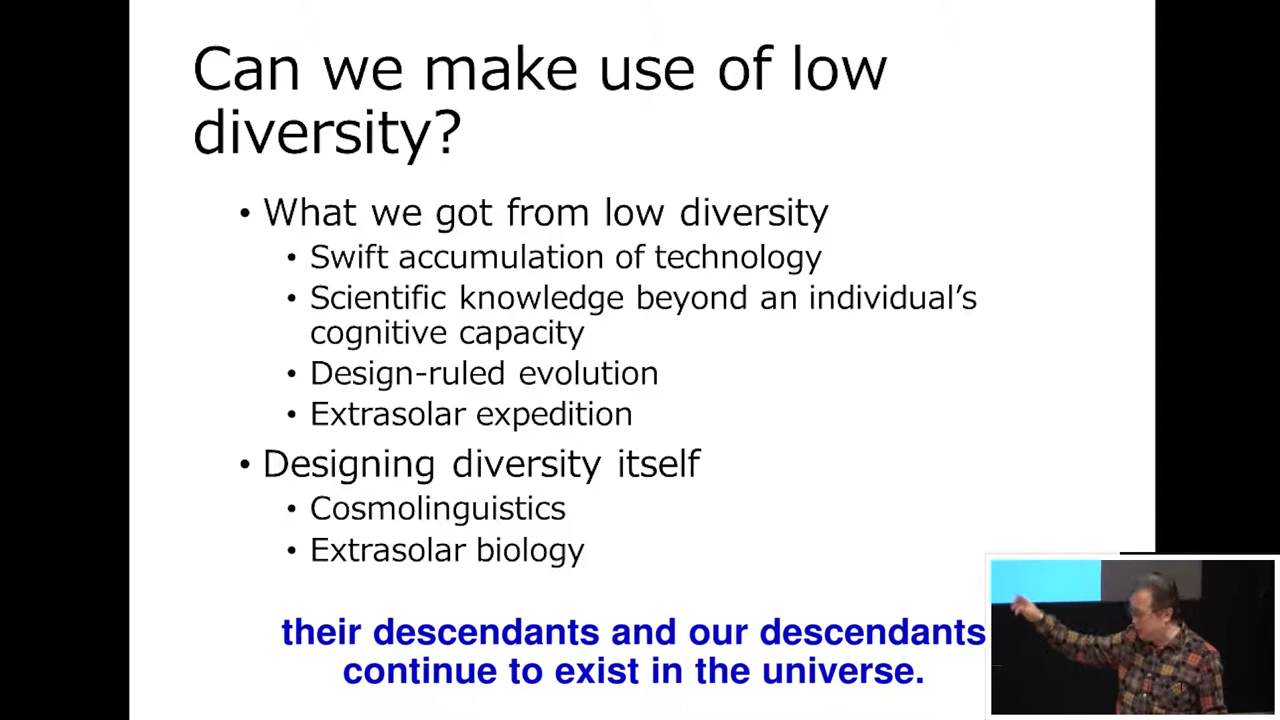 Can we make use of low
diversity?
• What we got from low diversity
• Swift accumulation of technology
• Scientific knowledge beyond an individual’s
cognitive capacity
• Design-ruled evolution
• Extrasolar expedition
• Designing diversity itself
• Cosmolinguistics
• Extrasolar biology
their descendants and our descendants
continue to exist in the universe.